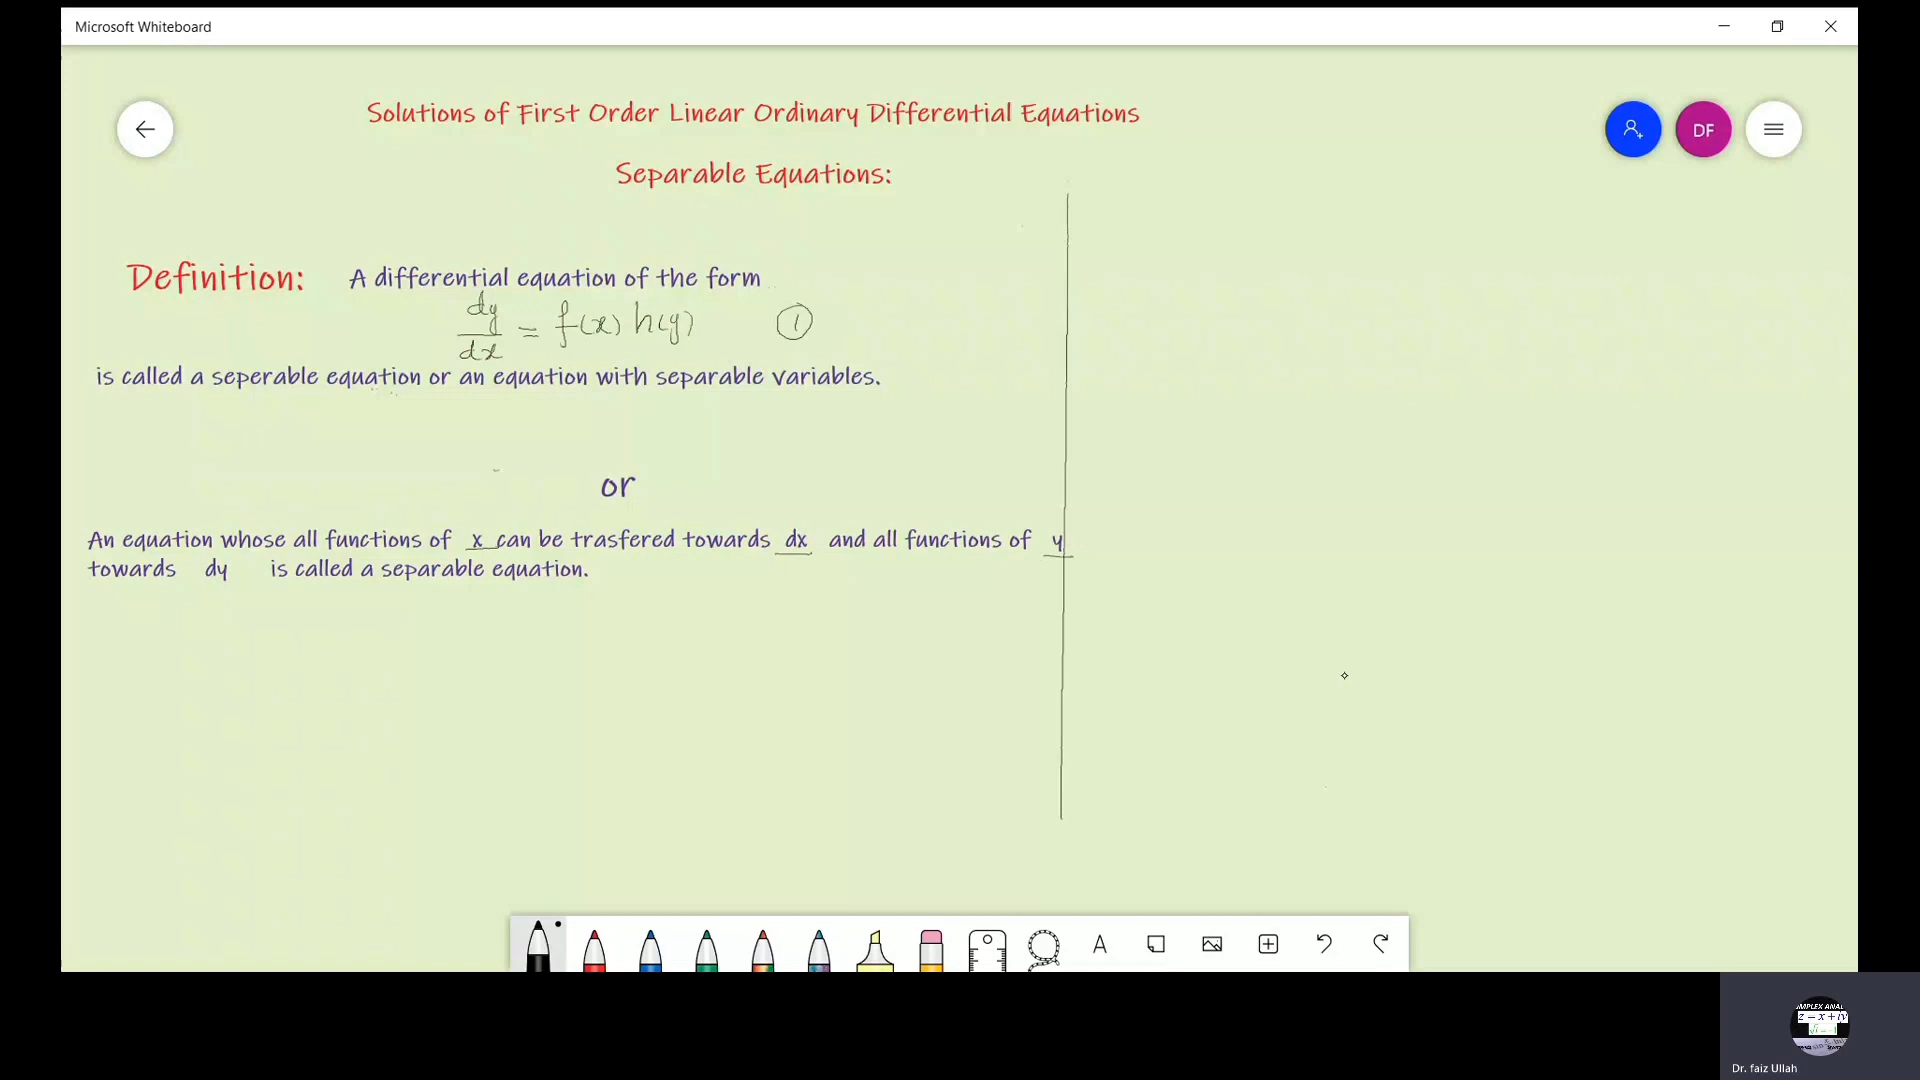 Microsoft Whiteboard
Solutions of First Order Linear Ordinary Differential Equations
DF
Separable Equations:
Definition: A differential equation of the form
dy/dx = f(x) h(y) 1
is called a seperable equation or an equation with separable variables.
or
An equation whose all functions of x can be trasfered towards dx and all functions of y
towards dy is called a separable equation.
A
z = x + iy
√i = -1
Dr. faiz Ullah